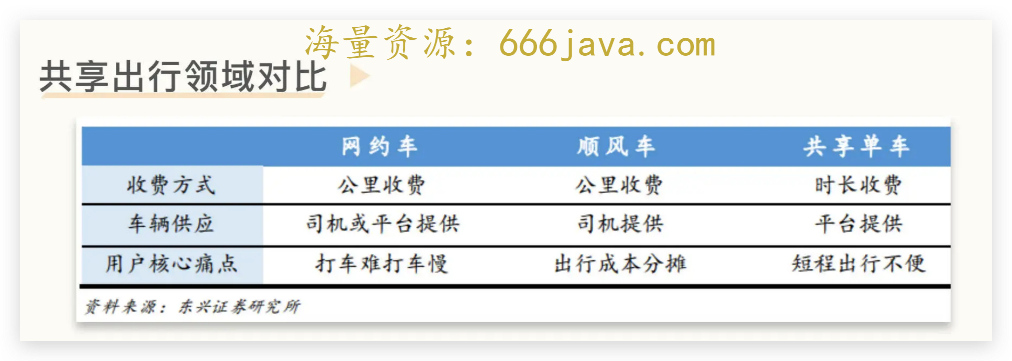 海量资源：666java.com
共享出行领域对比
网约车 顺风车 共享单车
收费方式 公里收费 公里收费 时长收费
车辆供应 司机或平台提供 司机提供 平台提供
用户核心痛点 打车难打车慢 出行成本分摊 短程出行不便
资料来源：东兴证券研究所